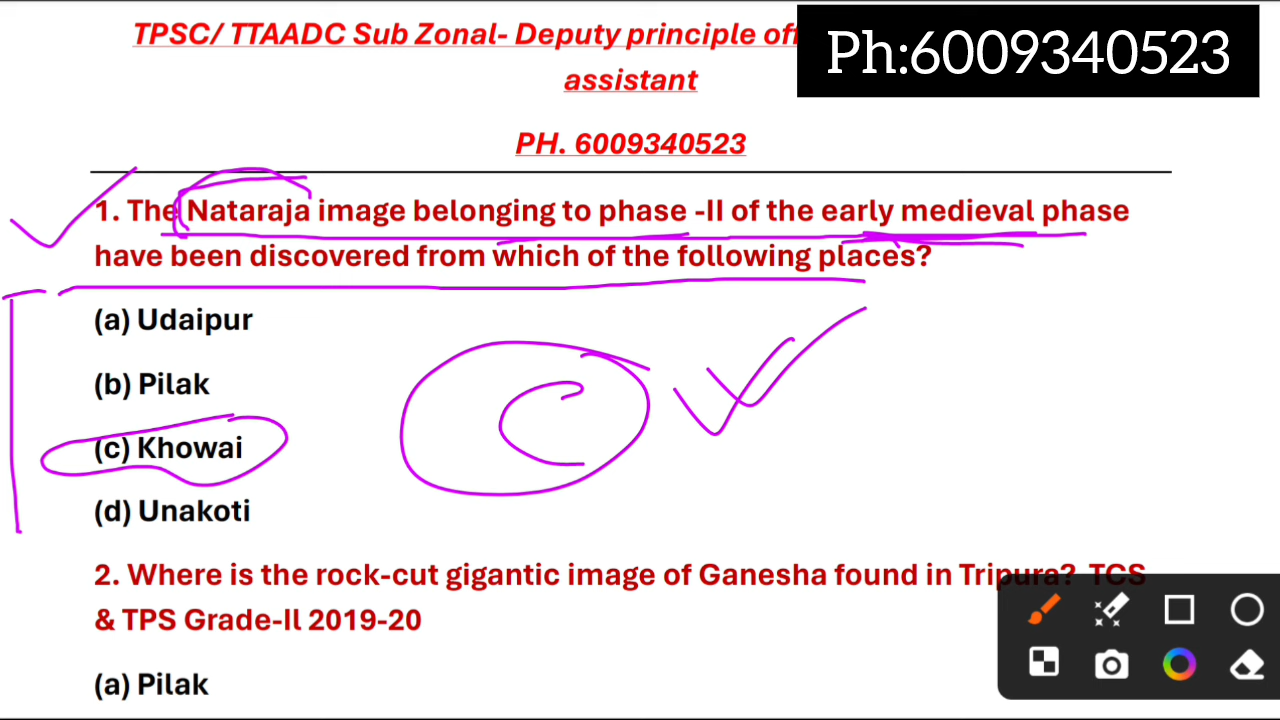 TPSC/ TTAADC Sub Zonal- Deputy principle
Ph:6009340523
assistant
PH. 6009340523
1. The Nataraja image belonging to phase -II of the early medieval phase
have been discovered from which of the following places?
(a) Udaipur
(b) Pilak
(c) Khowai
C
(d) Unakoti
2. Where is the rock-cut gigantic image of Ganesha found in Tripura? TCS
& TPS Grade-Il 2019-20
(a) Pilak